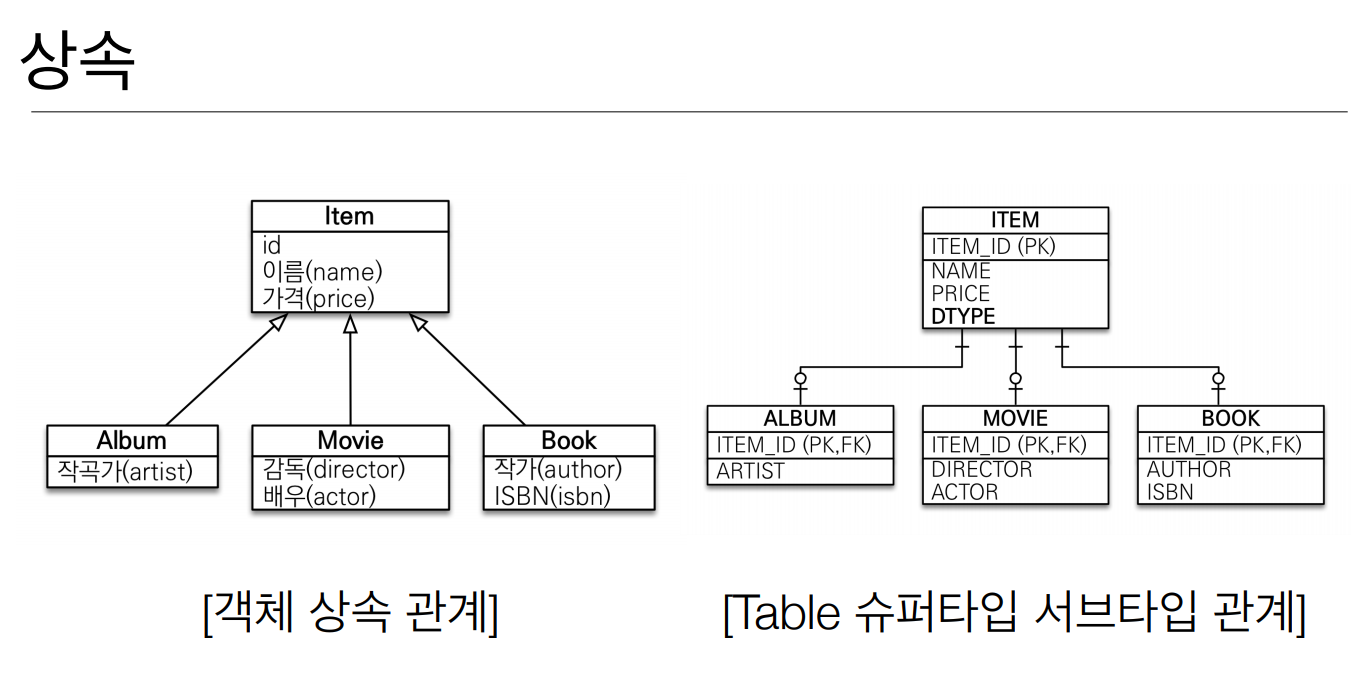 상속
Item
id
이름(name)
가격(price)
Album
작곡가(artist)
Movie
감독(director)
배우(actor)
Book
작가(author)
ISBN(isbn)
[객체 상속 관계]
ITEM
ITEM_ID (PK)
NAME
PRICE
DTYPE
ALBUM
ITEM_ID (PK,FK)
ARTIST
MOVIE
ITEM_ID (PK,FK)
DIRECTOR
ACTOR
BOOK
ITEM_ID (PK,FK)
AUTHOR
ISBN
[Table 슈퍼타입 서브타입 관계]